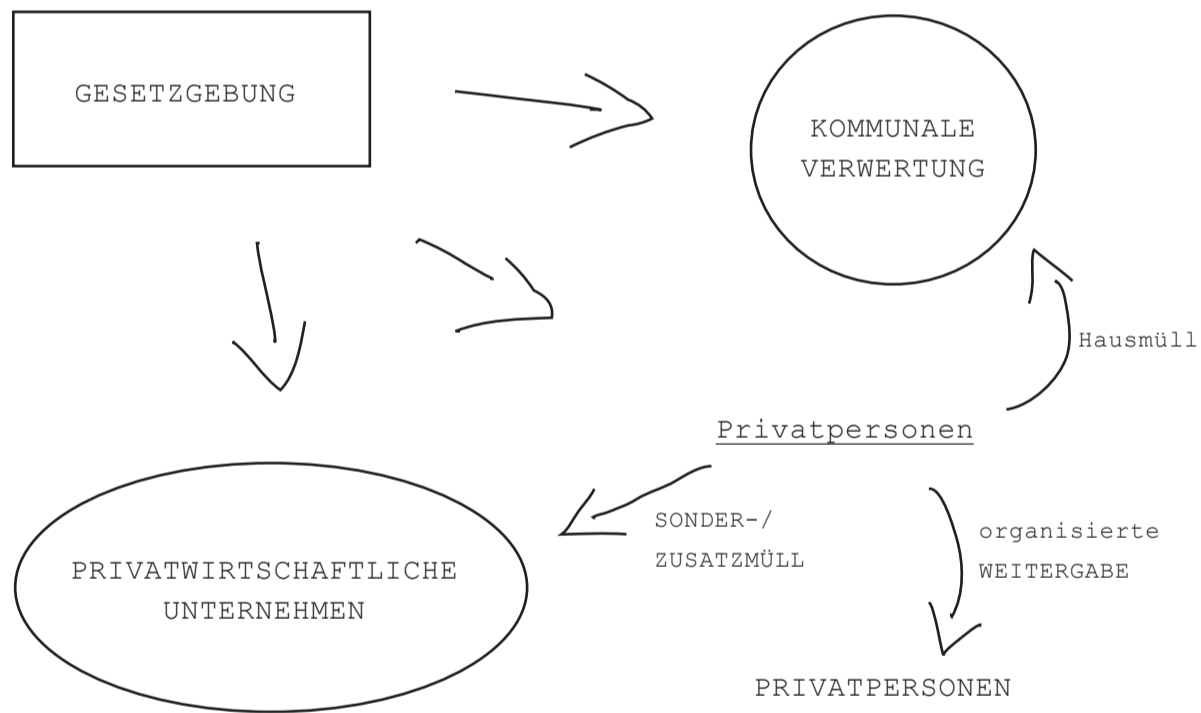 GESETZGEBUNG
KOMMUNALE
VERWERTUNG
Hausmüll
Privatpersonen
SONDER-/
ZUSATZMÜLL
organisierte
WEITERGABE
PRIVATWIRTSCHAFTLICHE
UNTERNEHMEN
PRIVATPERSONEN